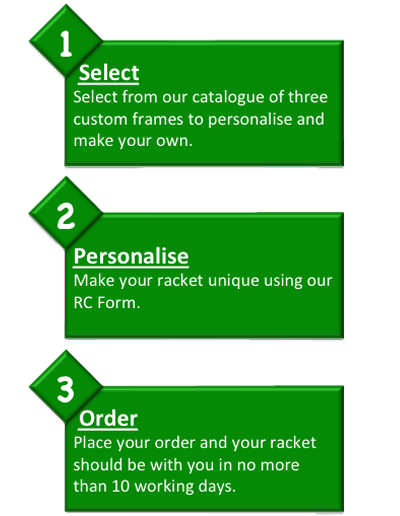 1
Select
Select from our catalogue of three
custom frames to personalise and
make your own.
2
Personalise
Make your racket unique using our
RC Form.
3
Order
Place your order and your racket
should be with you in no more
than 10 working days.